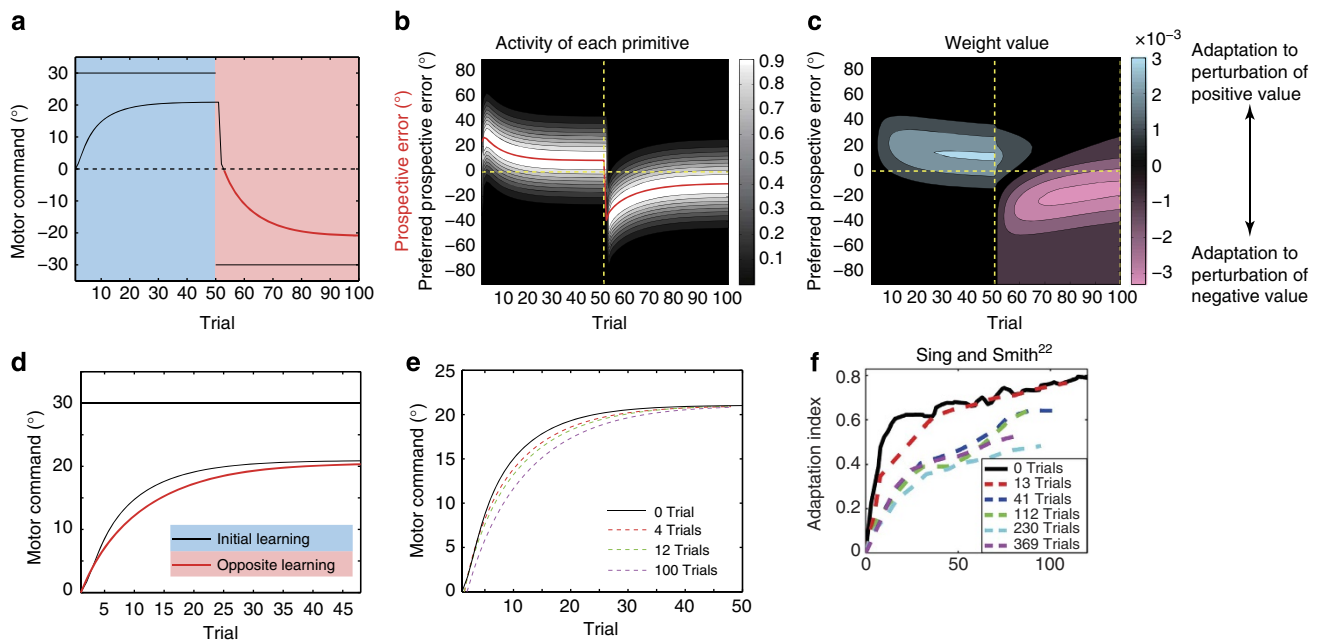 a
Motor command (°)
30
20
10
0
−10
−20
−30
10 20 30 40 50 60 70 80 90 100
Trial
b
Activity of each primitive
Prospective error (°)
Preferred prospective error (°)
80
60
40
20
0
−20
−40
−60
−80
10 20 30 40 50 60 70 80 90 100
Trial
0.9
0.8
0.7
0.6
0.5
0.4
0.3
0.2
0.1
c
Weight value
×10−3
Preferred prospective error (°)
80
60
40
20
0
−20
−40
−60
−80
10 20 30 40 50 60 70 80 90 100
Trial
3
2
1
0
−1
−2
−3
Adaptation to
perturbation of
positive value
Adaptation to
perturbation of
negative value
d
Motor command (°)
30
20
10
0
5 10 15 20 25 30 35 40 45
Trial
Initial learning
Opposite learning
e
Motor command (°)
25
20
15
10
5
0
10 20 30 40 50
Trial
0 Trial
4 Trials
12 Trials
100 Trials
f
Sing and Smith22
Adaptation index
0.8
0.6
0.4
0.2
0
0 50 100
0 Trials
13 Trials
41 Trials
112 Trials
230 Trials
369 Trials